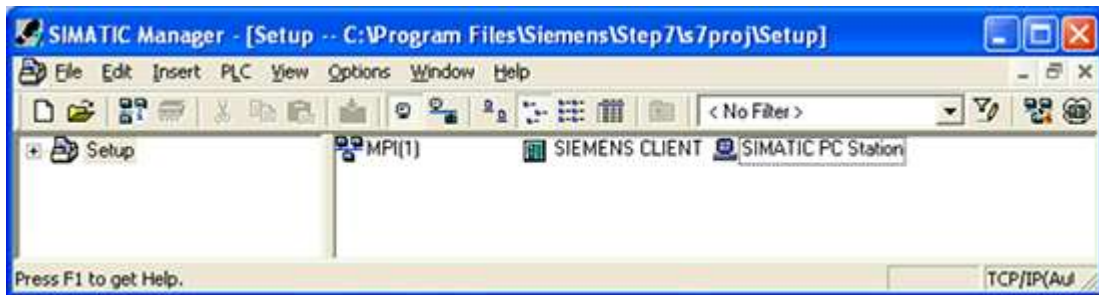 SIMATIC Manager - [Setup -- C:\Program Files\Siemens\Step7\s7proj\Setup]
File Edit Insert PLC View Options Window Help
< No Filter >
Setup MPI(1) SIEMENS CLIENT SIMATIC PC Station
Press F1 to get Help. TCP/IP(Aut